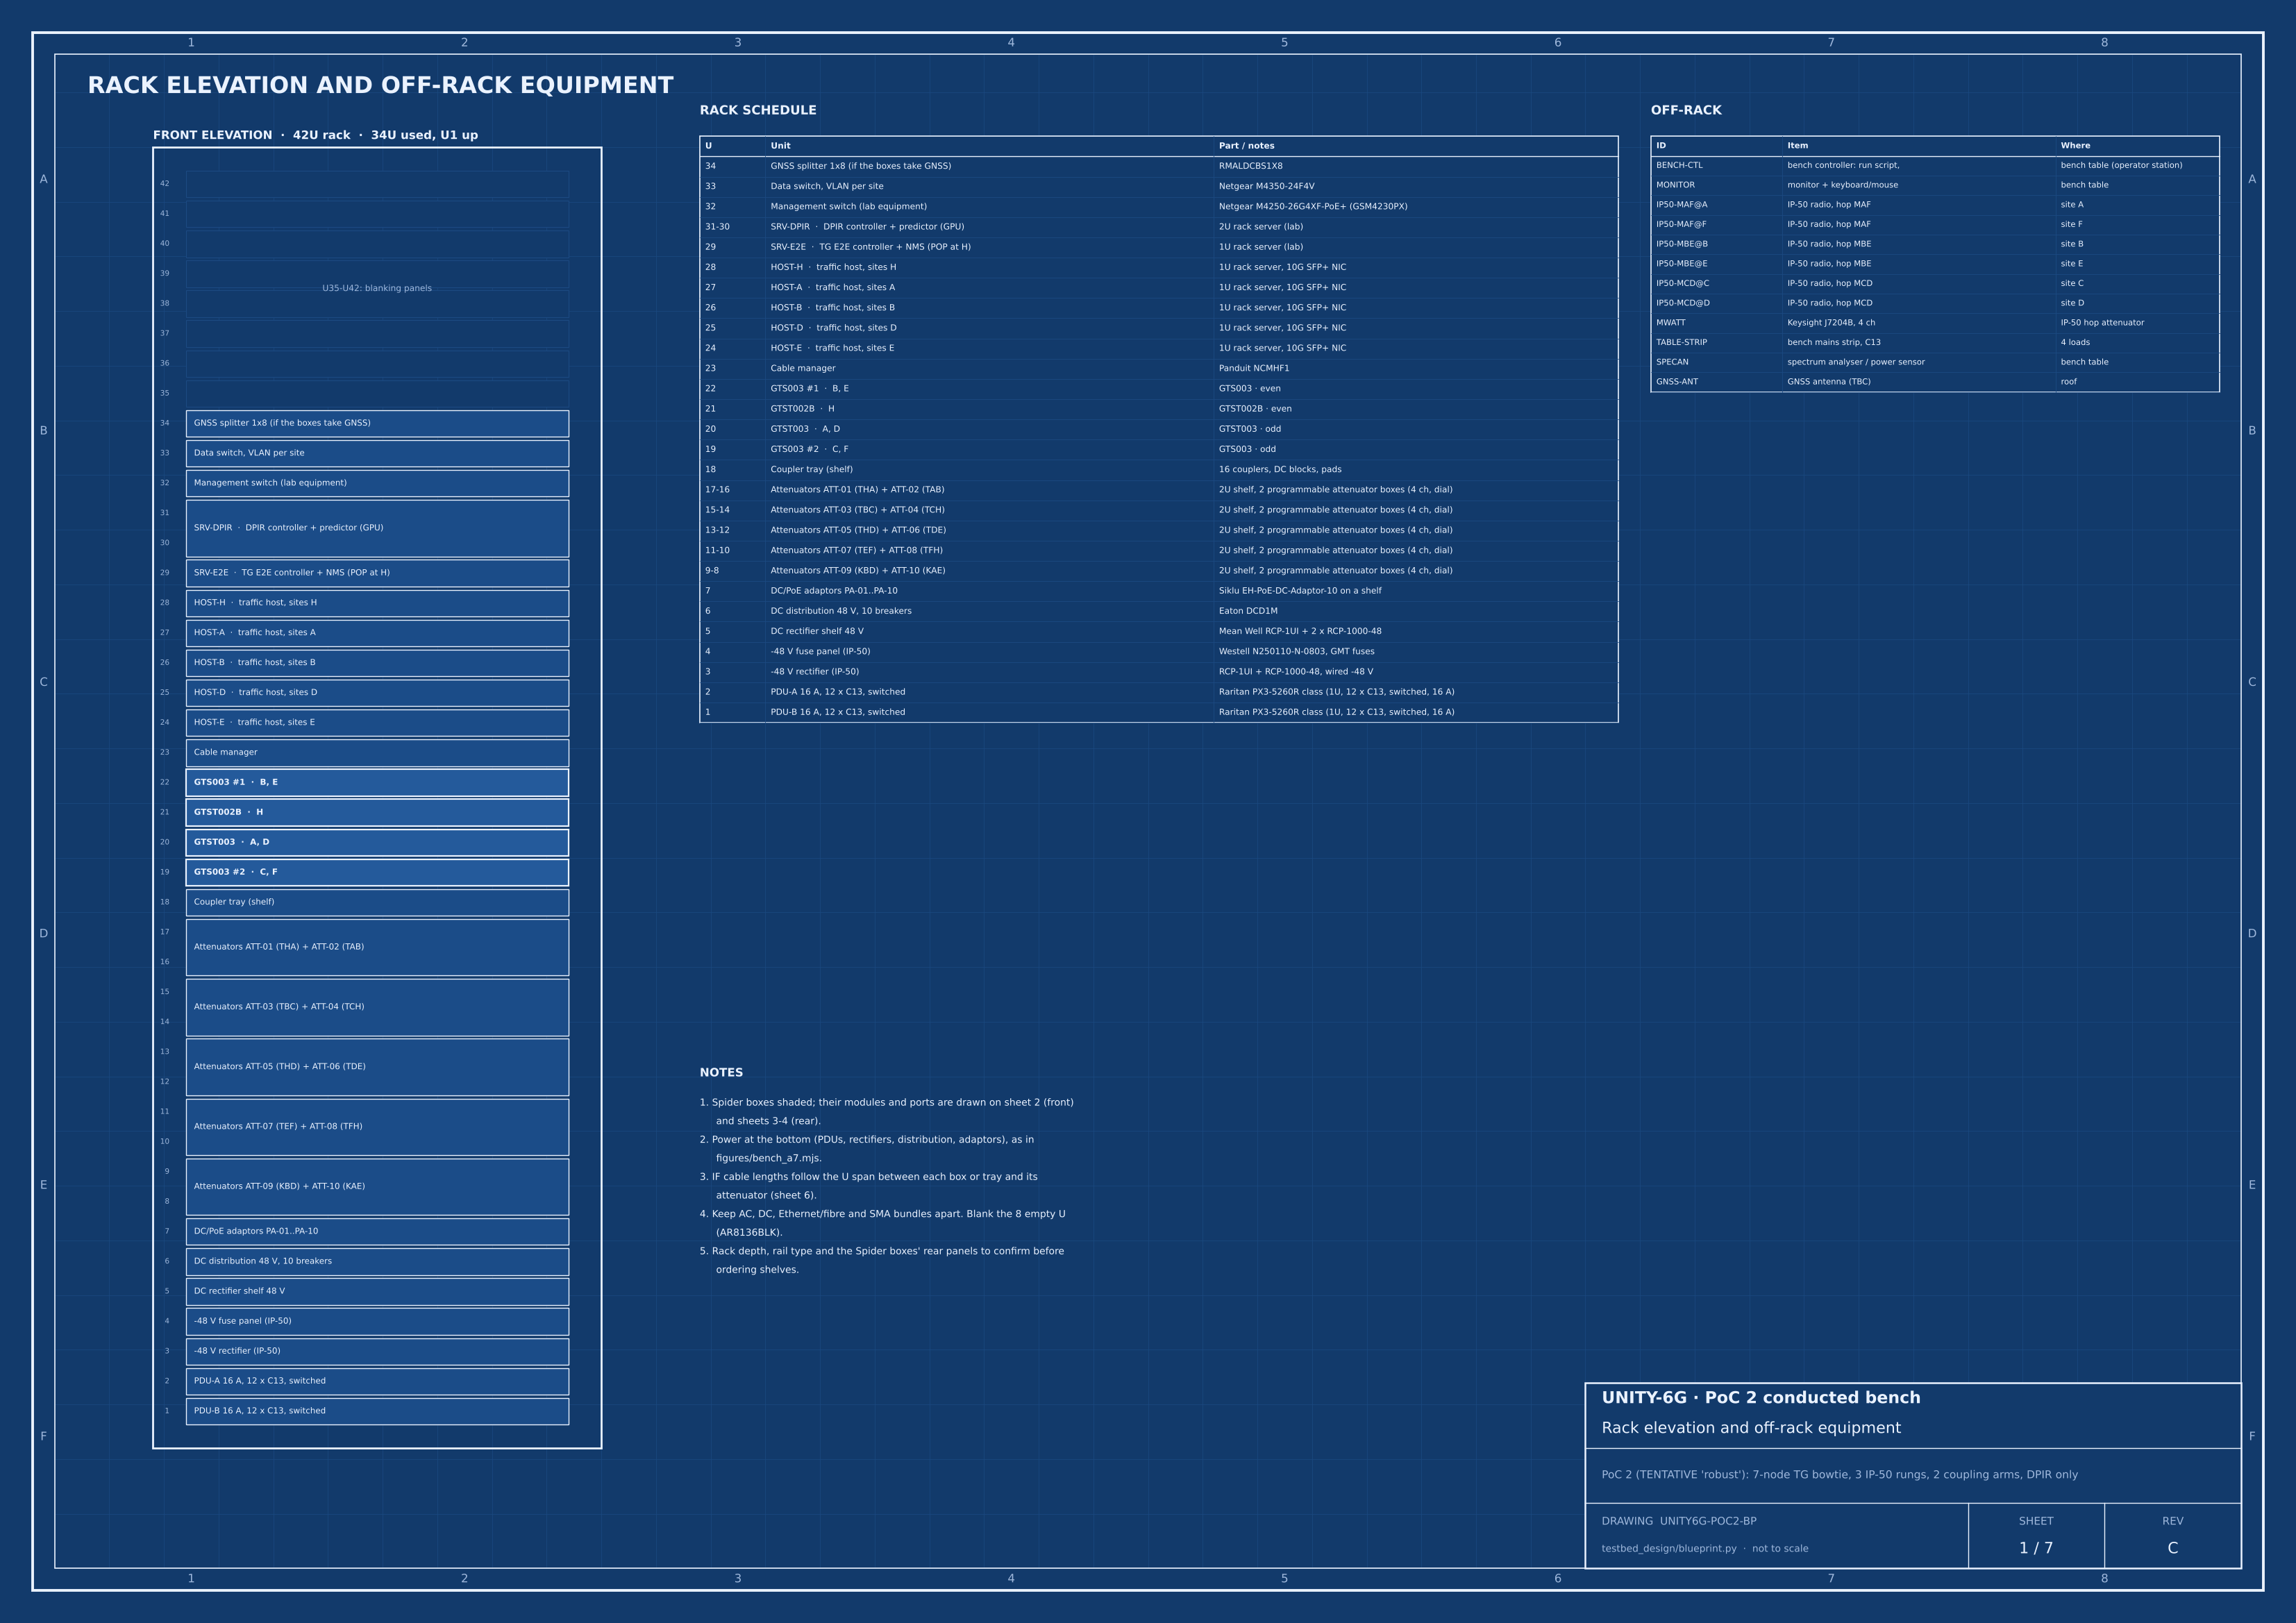 1 2 3 4 5 6 7 8
RACK ELEVATION AND OFF-RACK EQUIPMENT
FRONT ELEVATION · 42U rack · 34U used, U1 up
42
41
40
39
U35-U42: blanking panels
38
37
36
35
34 GNSS splitter 1x8 (if the boxes take GNSS)
33 Data switch, VLAN per site
32 Management switch (lab equipment)
31
SRV-DPIR · DPIR controller + predictor (GPU)
30
29 SRV-E2E · TG E2E controller + NMS (POP at H)
28 HOST-H · traffic host, sites H
27 HOST-A · traffic host, sites A
26 HOST-B · traffic host, sites B
25 HOST-D · traffic host, sites D
24 HOST-E · traffic host, sites E
23 Cable manager
22 GTS003 #1 · B, E
21 GTST002B · H
20 GTST003 · A, D
19 GTS003 #2 · C, F
18 Coupler tray (shelf)
17
Attenuators ATT-01 (THA) + ATT-02 (TAB)
16
15
Attenuators ATT-03 (TBC) + ATT-04 (TCH)
14
13
Attenuators ATT-05 (THD) + ATT-06 (TDE)
12
11
Attenuators ATT-07 (TEF) + ATT-08 (TFH)
10
9
Attenuators ATT-09 (KBD) + ATT-10 (KAE)
8
7 DC/PoE adaptors PA-01..PA-10
6 DC distribution 48 V, 10 breakers
5 DC rectifier shelf 48 V
4 -48 V fuse panel (IP-50)
3 -48 V rectifier (IP-50)
2 PDU-A 16 A, 12 x C13, switched
1 PDU-B 16 A, 12 x C13, switched
RACK SCHEDULE
U Unit Part / notes
34 GNSS splitter 1x8 (if the boxes take GNSS) RMALDCBS1X8
33 Data switch, VLAN per site Netgear M4350-24F4V
32 Management switch (lab equipment) Netgear M4250-26G4XF-PoE+ (GSM4230PX)
31-30 SRV-DPIR · DPIR controller + predictor (GPU) 2U rack server (lab)
29 SRV-E2E · TG E2E controller + NMS (POP at H) 1U rack server (lab)
28 HOST-H · traffic host, sites H 1U rack server, 10G SFP+ NIC
27 HOST-A · traffic host, sites A 1U rack server, 10G SFP+ NIC
26 HOST-B · traffic host, sites B 1U rack server, 10G SFP+ NIC
25 HOST-D · traffic host, sites D 1U rack server, 10G SFP+ NIC
24 HOST-E · traffic host, sites E 1U rack server, 10G SFP+ NIC
23 Cable manager Panduit NCMHF1
22 GTS003 #1 · B, E GTS003 · even
21 GTST002B · H GTST002B · even
20 GTST003 · A, D GTST003 · odd
19 GTS003 #2 · C, F GTS003 · odd
18 Coupler tray (shelf) 16 couplers, DC blocks, pads
17-16 Attenuators ATT-01 (THA) + ATT-02 (TAB) 2U shelf, 2 programmable attenuator boxes (4 ch, dial)
15-14 Attenuators ATT-03 (TBC) + ATT-04 (TCH) 2U shelf, 2 programmable attenuator boxes (4 ch, dial)
13-12 Attenuators ATT-05 (THD) + ATT-06 (TDE) 2U shelf, 2 programmable attenuator boxes (4 ch, dial)
11-10 Attenuators ATT-07 (TEF) + ATT-08 (TFH) 2U shelf, 2 programmable attenuator boxes (4 ch, dial)
9-8 Attenuators ATT-09 (KBD) + ATT-10 (KAE) 2U shelf, 2 programmable attenuator boxes (4 ch, dial)
7 DC/PoE adaptors PA-01..PA-10 Siklu EH-PoE-DC-Adaptor-10 on a shelf
6 DC distribution 48 V, 10 breakers Eaton DCD1M
5 DC rectifier shelf 48 V Mean Well RCP-1UI + 2 x RCP-1000-48
4 -48 V fuse panel (IP-50) Westell N250110-N-0803, GMT fuses
3 -48 V rectifier (IP-50) RCP-1UI + RCP-1000-48, wired -48 V
2 PDU-A 16 A, 12 x C13, switched Raritan PX3-5260R class (1U, 12 x C13, switched, 16 A)
1 PDU-B 16 A, 12 x C13, switched Raritan PX3-5260R class (1U, 12 x C13, switched, 16 A)
OFF-RACK
ID Item Where
BENCH-CTL bench controller: run script, bench table (operator station)
MONITOR monitor + keyboard/mouse bench table
IP50-MAF@A IP-50 radio, hop MAF site A
IP50-MAF@F IP-50 radio, hop MAF site F
IP50-MBE@B IP-50 radio, hop MBE site B
IP50-MBE@E IP-50 radio, hop MBE site E
IP50-MCD@C IP-50 radio, hop MCD site C
IP50-MCD@D IP-50 radio, hop MCD site D
MWATT Keysight J7204B, 4 ch IP-50 hop attenuator
TABLE-STRIP bench mains strip, C13 4 loads
SPECAN spectrum analyser / power sensor bench table
GNSS-ANT GNSS antenna (TBC) roof
NOTES
1. Spider boxes shaded; their modules and ports are drawn on sheet 2 (front)
and sheets 3-4 (rear).
2. Power at the bottom (PDUs, rectifiers, distribution, adaptors), as in
figures/bench_a7.mjs.
3. IF cable lengths follow the U span between each box or tray and its
attenuator (sheet 6).
4. Keep AC, DC, Ethernet/fibre and SMA bundles apart. Blank the 8 empty U
(AR8136BLK).
5. Rack depth, rail type and the Spider boxes' rear panels to confirm before
ordering shelves.
UNITY-6G · PoC 2 conducted bench
Rack elevation and off-rack equipment
PoC 2 (TENTATIVE 'robust'): 7-node TG bowtie, 3 IP-50 rungs, 2 coupling arms, DPIR only
DRAWING UNITY6G-POC2-BP SHEET REV
testbed_design/blueprint.py · not to scale 1 / 7 C
A A
B B
C C
D D
E E
F F
1 2 3 4 5 6 7 8